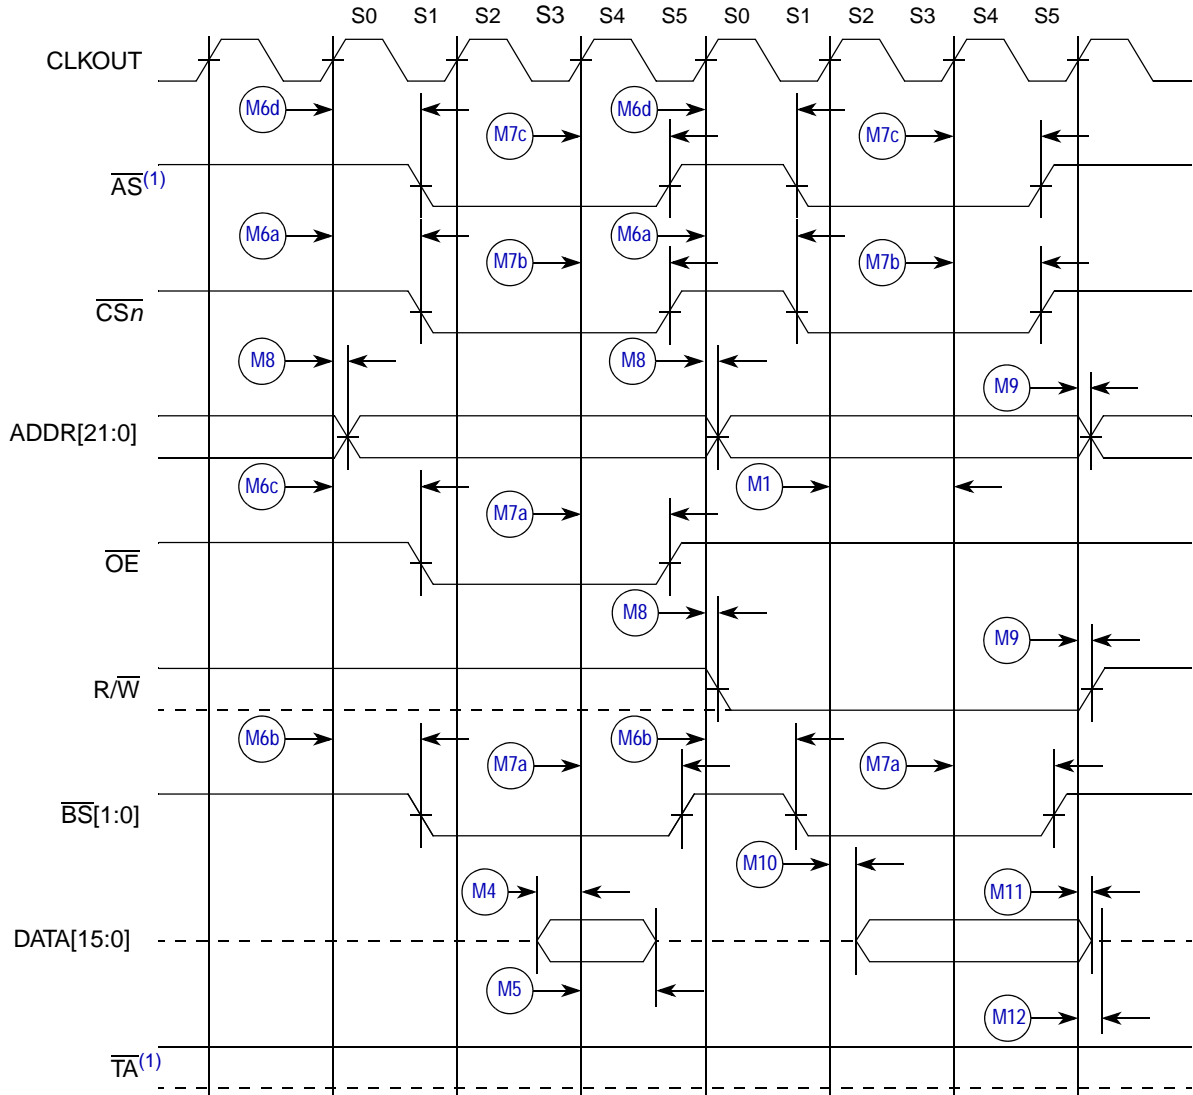 S0 S1 S2 S3 S4 S5 S0 S1 S2 S3 S4 S5
CLKOUT
M6d M6d
M7c M7c
AS(1)
M6a M6a
M7b M7b
CSn
M8 M8
M9
ADDR[21:0]
M6c M1
M7a
OE
M8
M9
R/W
M6b M6b
M7a M7a
BS[1:0]
M10
M4 M11
DATA[15:0]
M5
M12
TA(1)